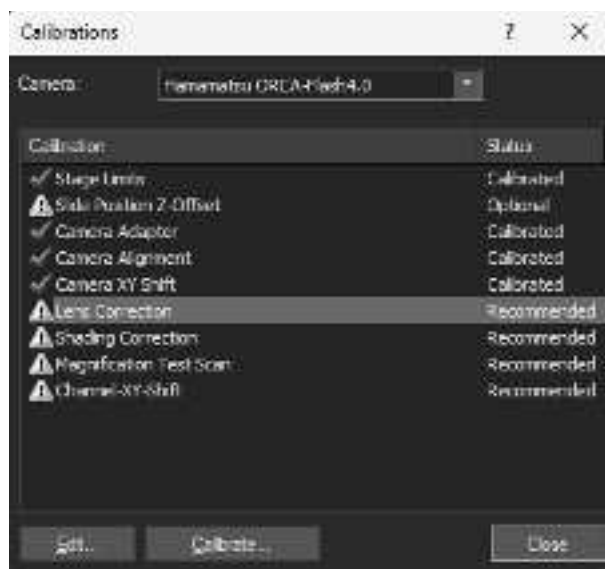 Calibrations ? ×
Camera: Hamamatsu ORCA-Flash4.0
Calibration Status
Stage Limits Calibrated
Slide Position Z-Offset Optional
Camera Adapter Calibrated
Camera Alignment Calibrated
Camera XY Shift Calibrated
Lens Correction Recommended
Shading Correction Recommended
Magnification Test Scan Recommended
Channel-XY-Shift Recommended
Edit... Calibrate... Close